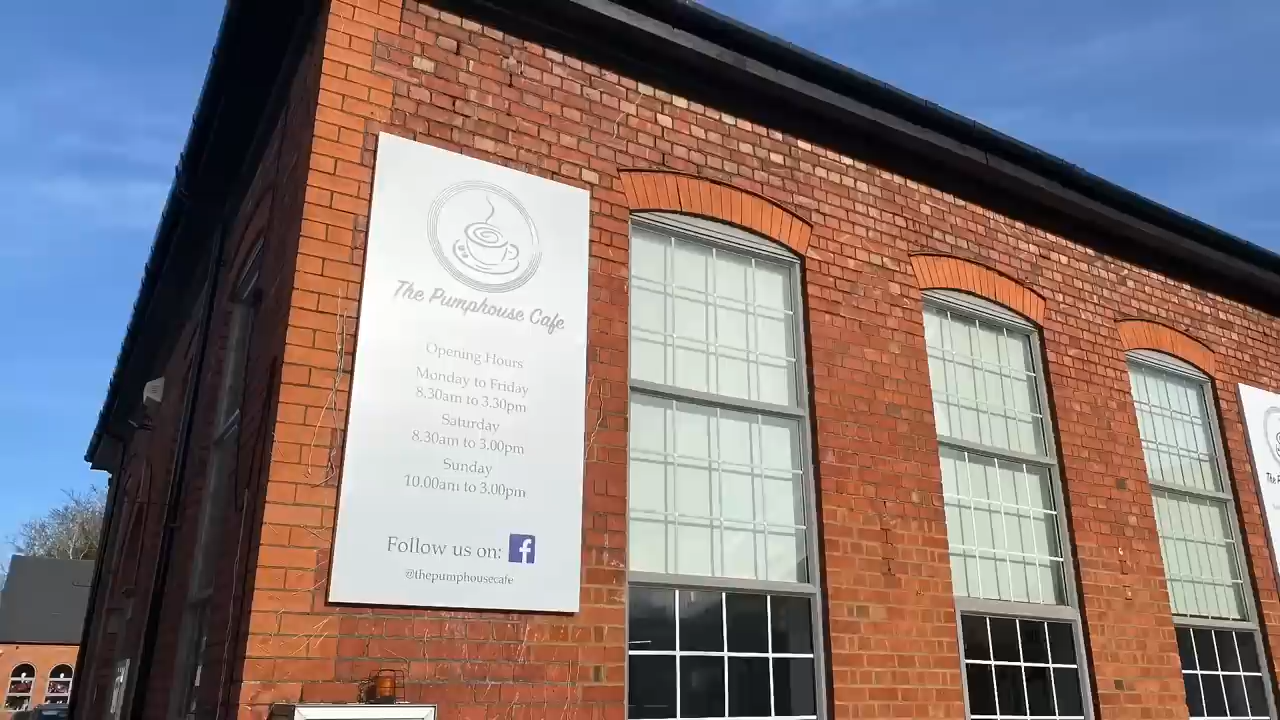 The Pumphouse Cafe
Opening Hours
Monday to Friday
8.30am to 3.30pm
Saturday
8.30am to 3.00pm
Sunday
10.00am to 3.00pm
Follow us on: f
@thepumphousecafe
The